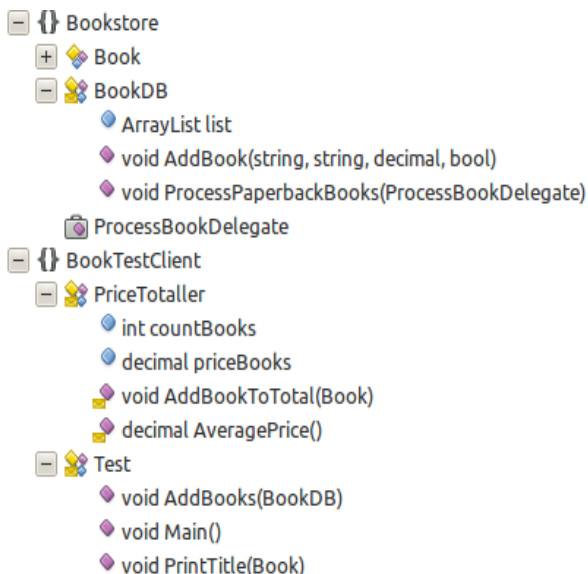 {} Bookstore
Book
BookDB
ArrayList list
void AddBook(string, string, decimal, bool)
void ProcessPaperbackBooks(ProcessBookDelegate)
ProcessBookDelegate
{} BookTestClient
PriceTotaller
int countBooks
decimal priceBooks
void AddBookToTotal(Book)
decimal AveragePrice()
Test
void AddBooks(BookDB)
void Main()
void PrintTitle(Book)